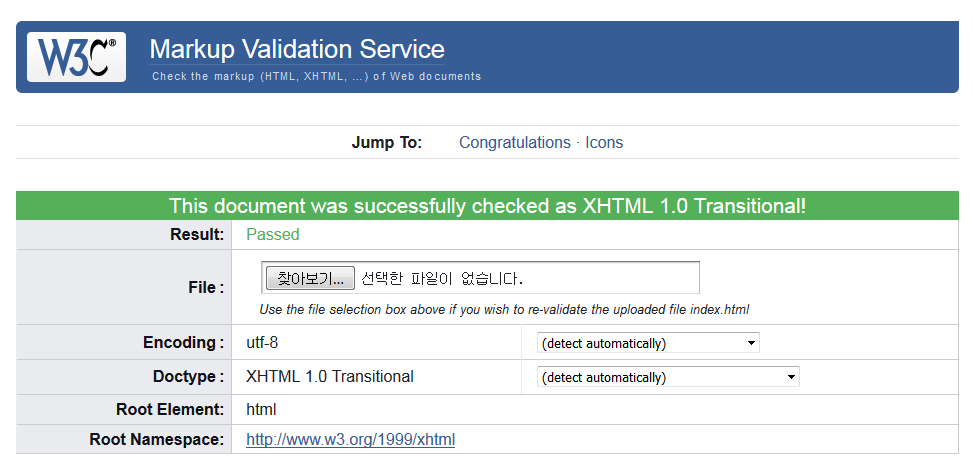 W3C®
Markup Validation Service
Check the markup (HTML, XHTML, ...) of Web documents
Jump To: Congratulations · Icons
This document was successfully checked as XHTML 1.0 Transitional!
Result: Passed
File : 찾아보기... 선택한 파일이 없습니다.
Use the file selection box above if you wish to re-validate the uploaded file index.html
Encoding : utf-8 (detect automatically)
Doctype : XHTML 1.0 Transitional (detect automatically)
Root Element: html
Root Namespace: http://www.w3.org/1999/xhtml